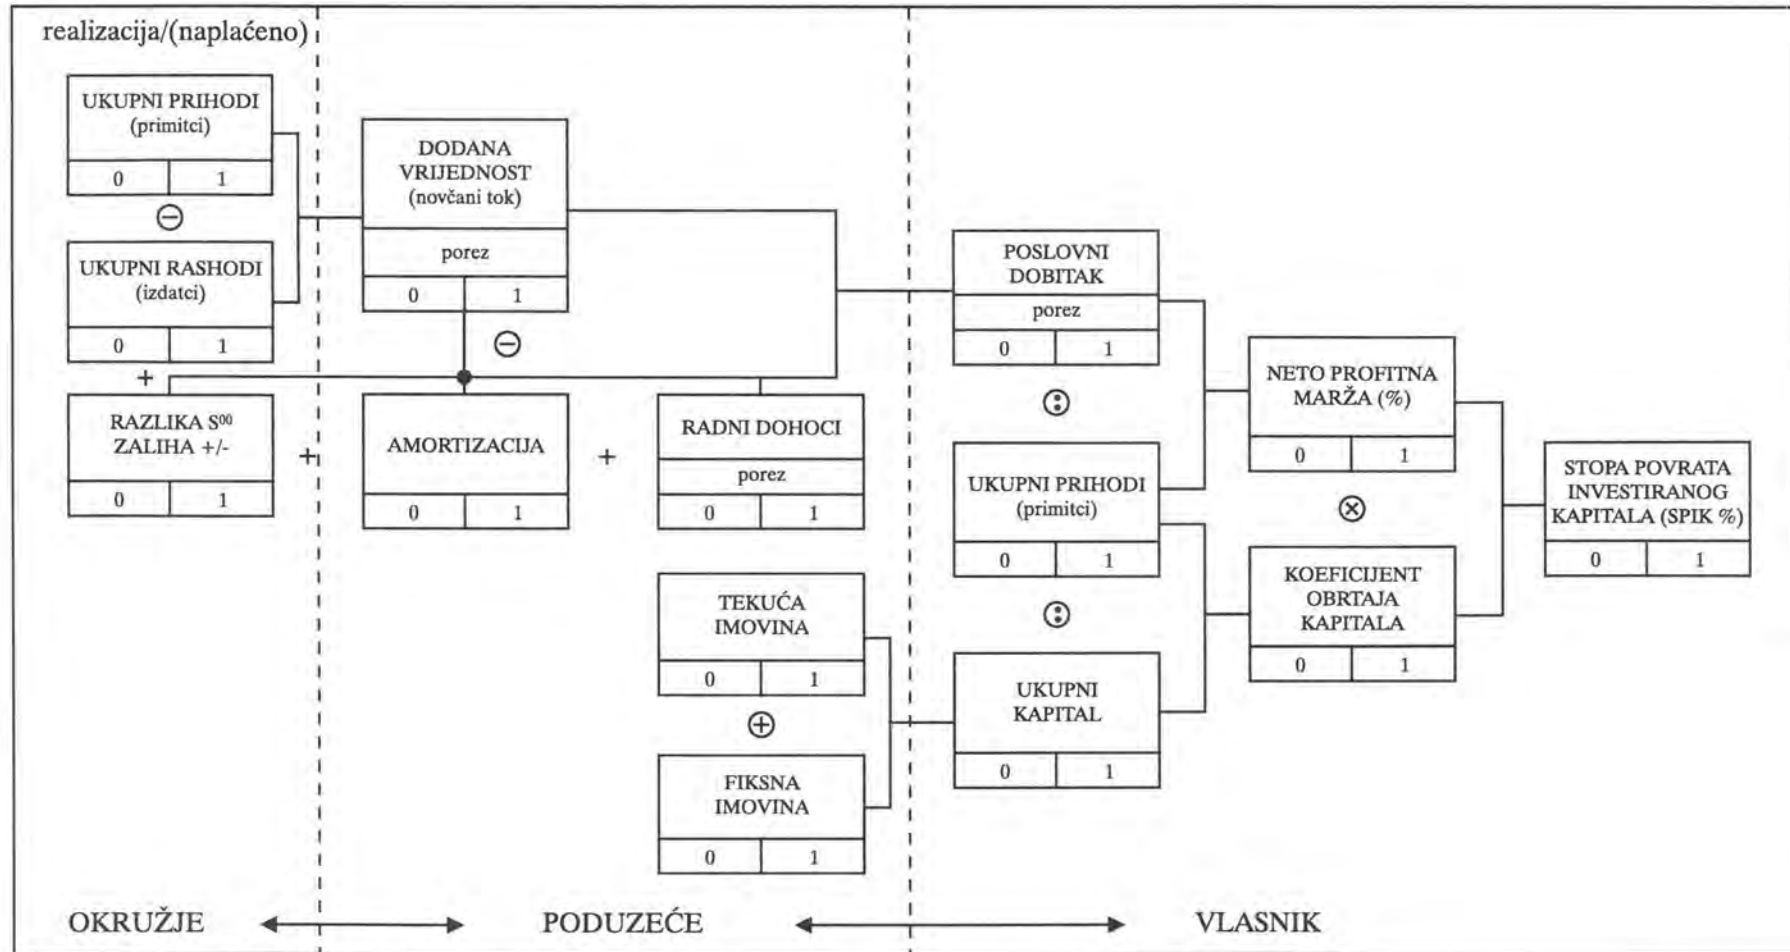 realizacija/(naplaćeno)
UKUPNI PRIHODI
(primitci)
0 1
−
UKUPNI RASHODI
(izdatci)
0 1
+
RAZLIKA S⁰⁰
ZALIHA +/-
0 1
+
DODANA
VRIJEDNOST
(novčani tok)
porez
0 1
−
AMORTIZACIJA
0 1
+
RADNI DOHOCI
porez
0 1
TEKUĆA
IMOVINA
0 1
+
FIKSNA
IMOVINA
0 1
POSLOVNI
DOBITAK
porez
0 1
:
UKUPNI PRIHODI
(primitci)
0 1
:
UKUPNI
KAPITAL
0 1
NETO PROFITNA
MARŽA (%)
0 1
×
KOEFICIJENT
OBRTAJA
KAPITALA
0 1
STOPA POVRATA
INVESTIRANOG
KAPITALA (SPIK %)
0 1
OKRUŽJE PODUZEĆE VLASNIK